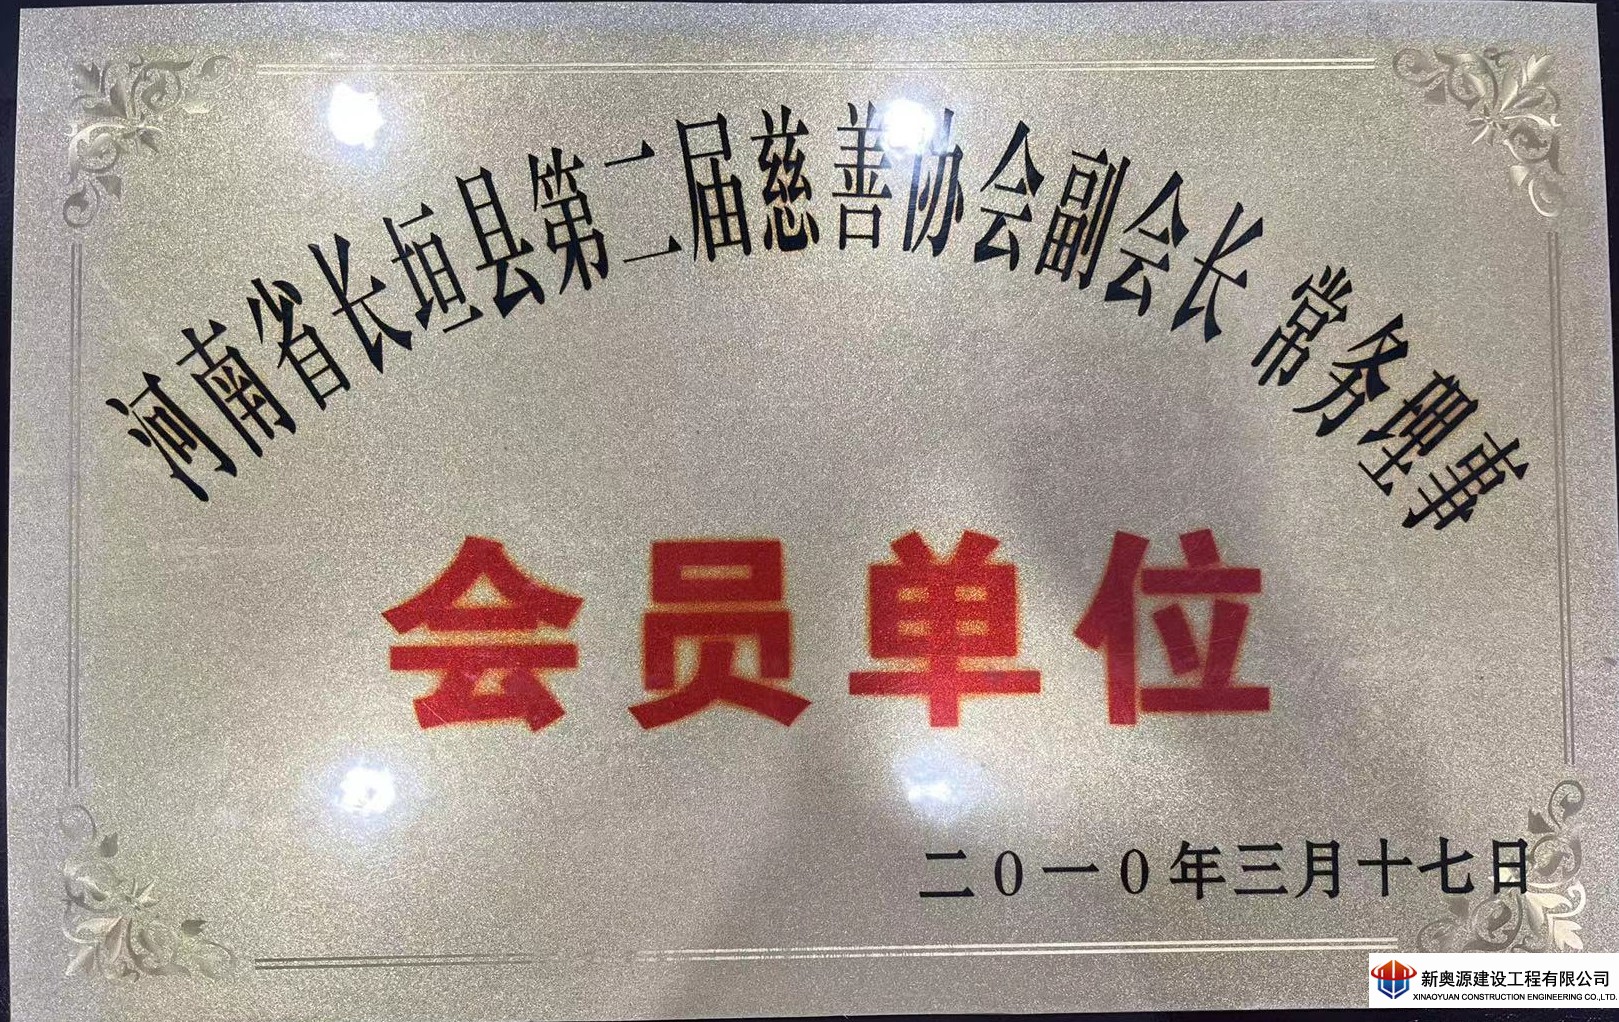 河南省长垣县第二届慈善协会副会长 常务理事
会员单位
二0一0年三月十七日
新奥源建设工程有限公司
XINAOYUAN CONSTRUCTION ENGINEERING CO.,LTD.